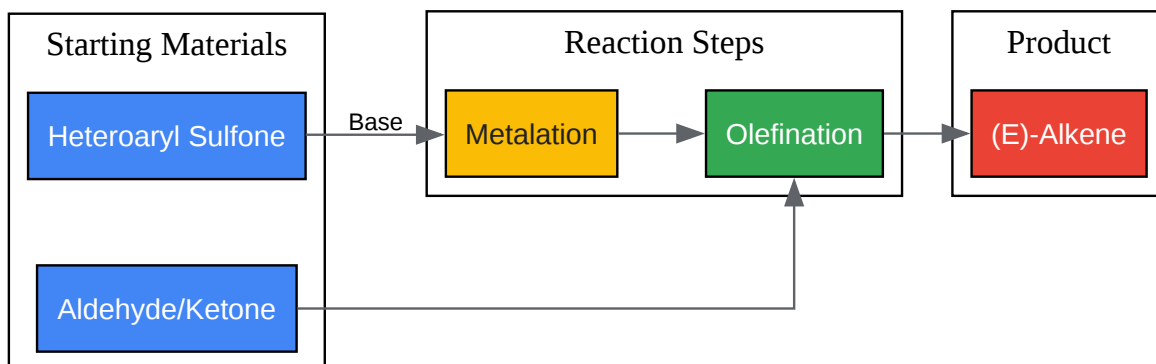 Starting Materials
Heteroaryl Sulfone
Aldehyde/Ketone
Base
Reaction Steps
Metalation
Olefination
Product
(E)-Alkene